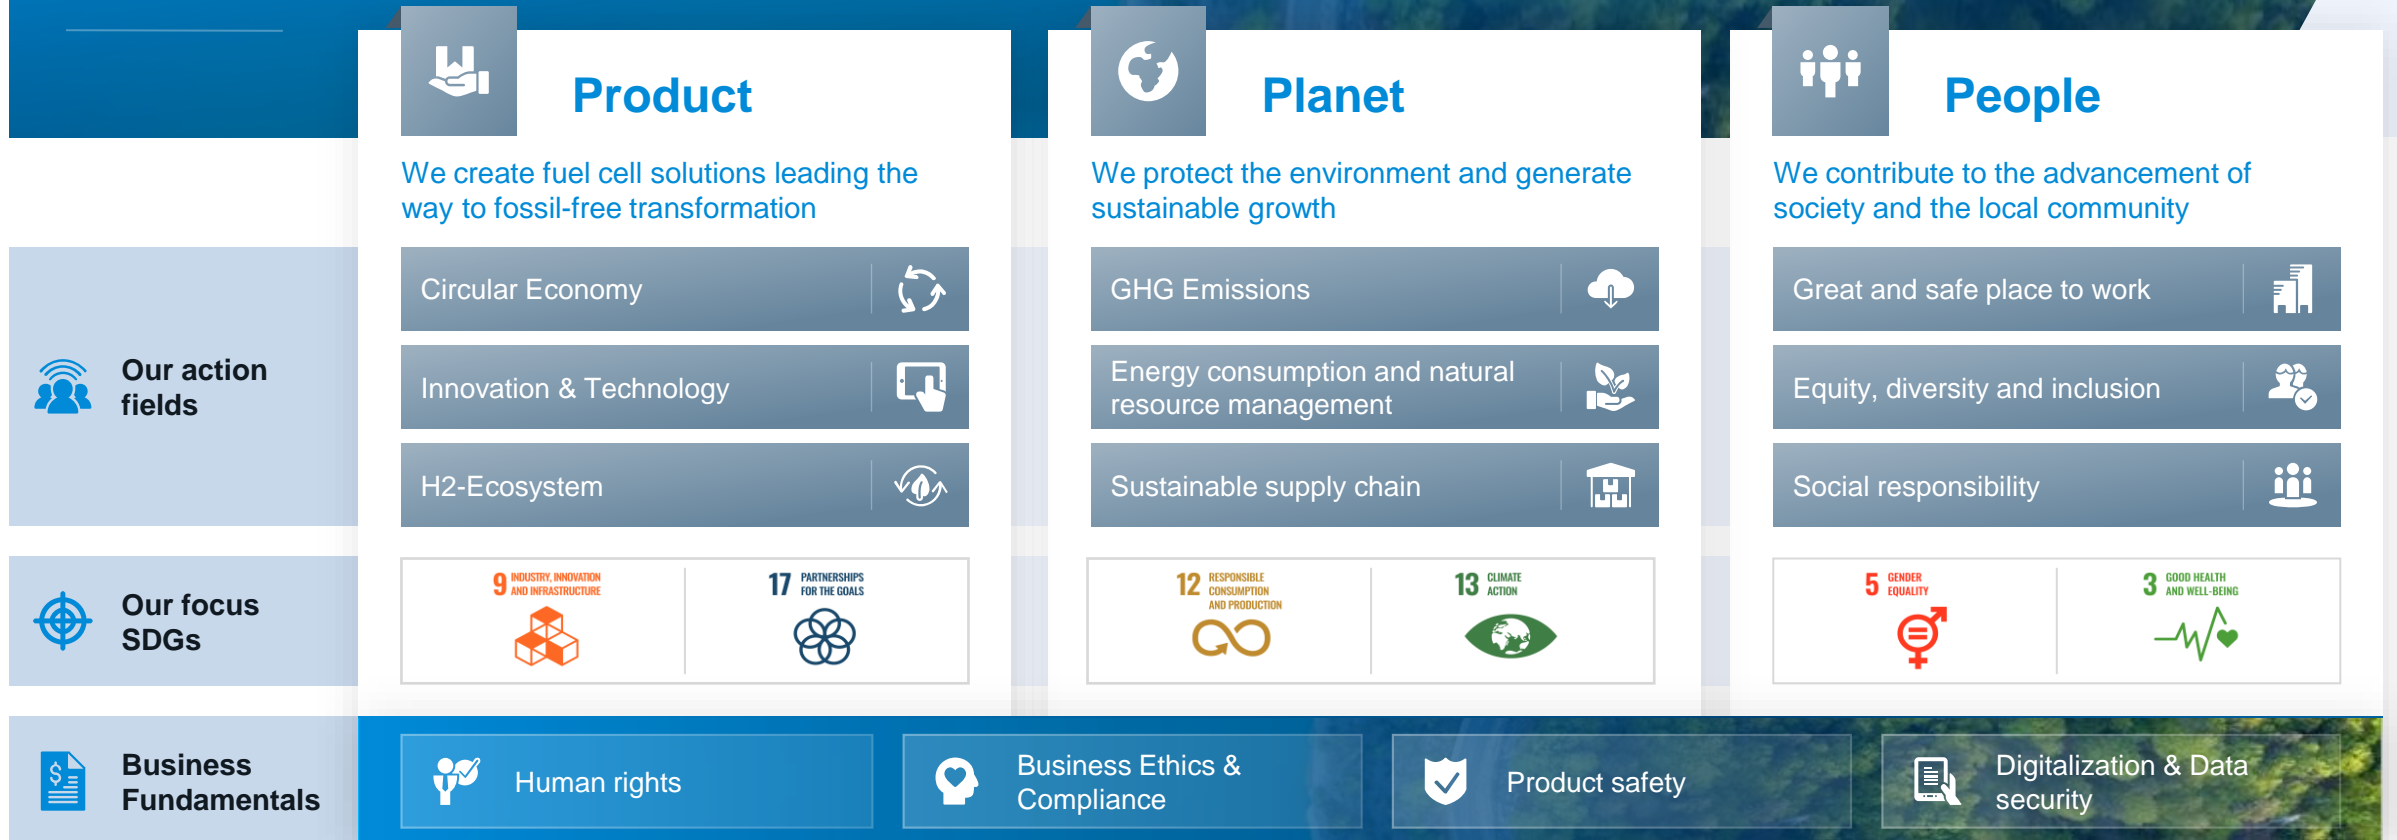 Product
We create fuel cell solutions leading the
way to fossil-free transformation
Planet
We protect the environment and generate
sustainable growth
People
We contribute to the advancement of
society and the local community
Our action
fields
Circular Economy
Innovation & Technology
H2-Ecosystem
GHG Emissions
Energy consumption and natural
resource management
Sustainable supply chain
Great and safe place to work
Equity, diversity and inclusion
Social responsibility
Our focus
SDGs
9 INDUSTRY, INNOVATION
AND INFRASTRUCTURE
17 PARTNERSHIPS
FOR THE GOALS
12 RESPONSIBLE
CONSUMPTION
AND PRODUCTION
13 CLIMATE
ACTION
5 GENDER
EQUALITY
3 GOOD HEALTH
AND WELL-BEING
Business
Fundamentals
Human rights
Business Ethics &
Compliance
Product safety
Digitalization & Data
security